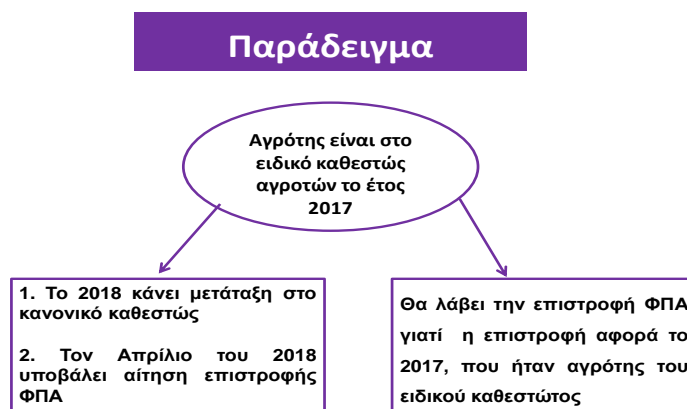 Παράδειγμα
Αγρότης είναι στο
ειδικό καθεστώς
αγροτών το έτος
2017
1. Το 2018 κάνει μετάταξη στο
κανονικό καθεστώς
2. Τον Απρίλιο του 2018
υποβάλει αίτηση επιστροφής
ΦΠΑ
Θα λάβει την επιστροφή ΦΠΑ
γιατί η επιστροφή αφορά το
2017, που ήταν αγρότης του
ειδικού καθεστώτος